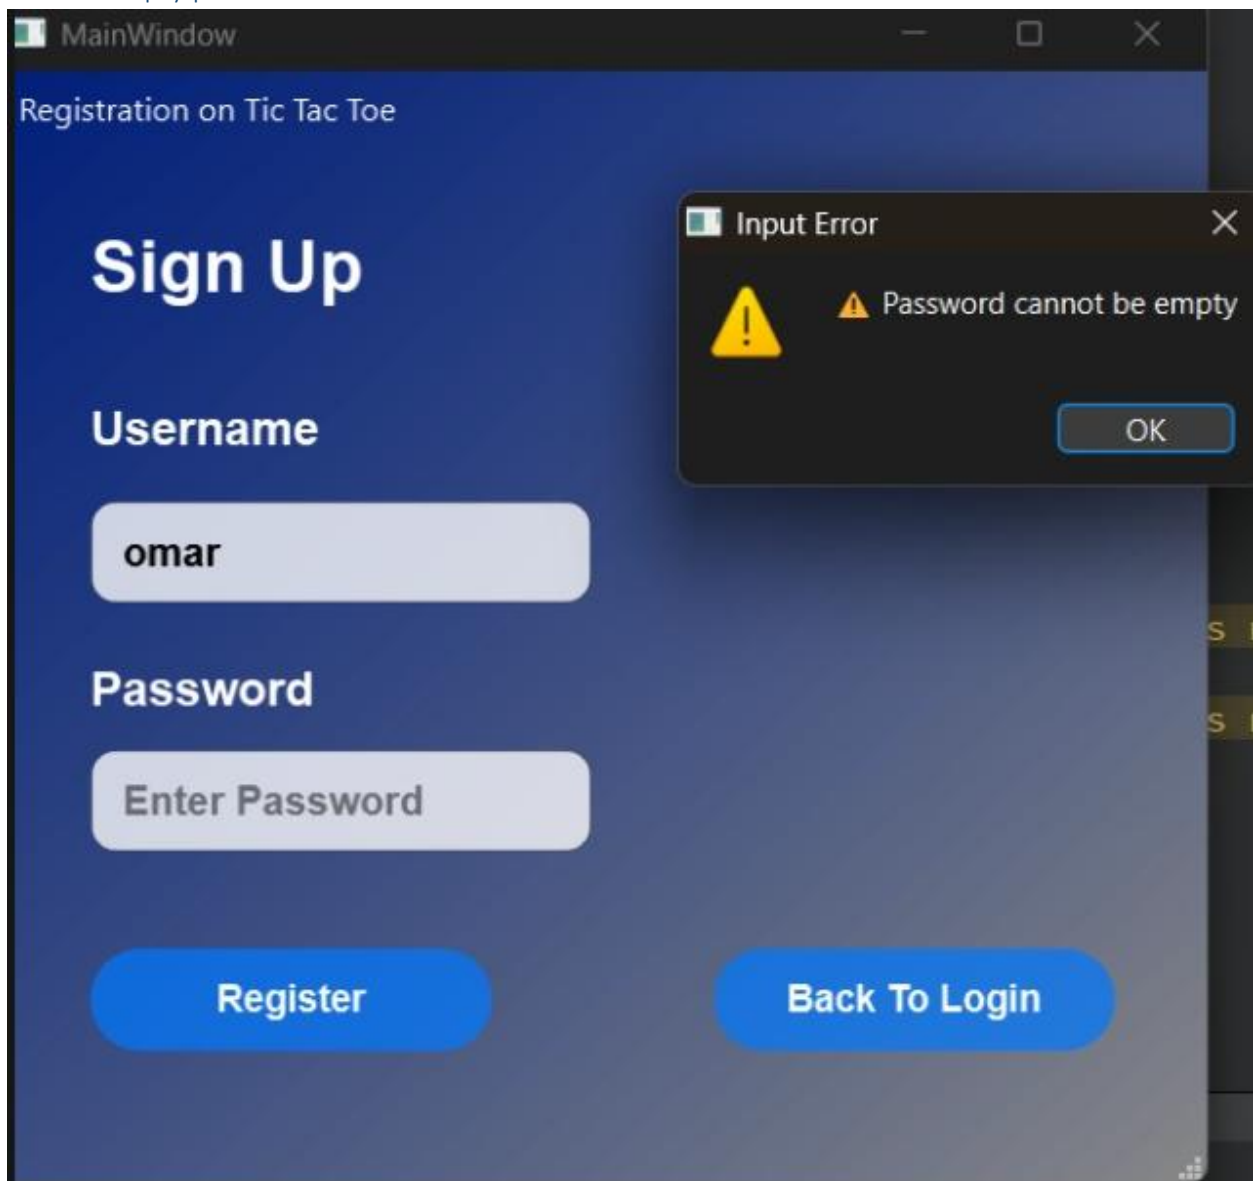 MainWindow
Registration on Tic Tac Toe
Input Error
Password cannot be empty
OK
Sign Up
Username
omar
Password
Enter Password
Register
Back To Login
s
s